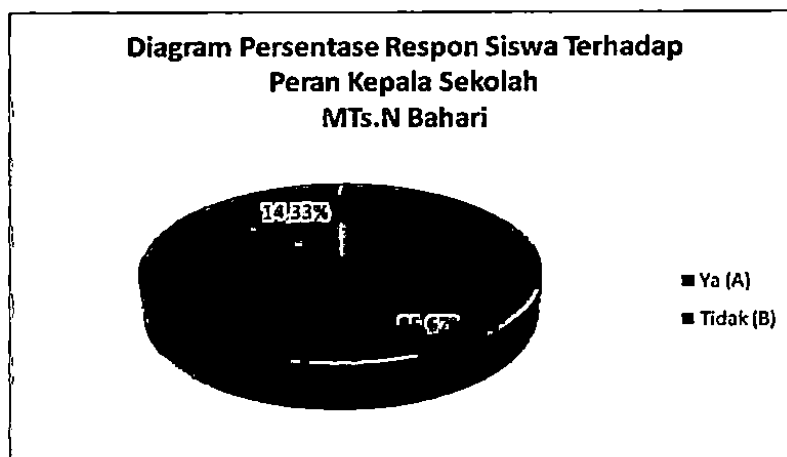 Diagram Persentase Respon Siswa Terhadap
Peran Kepala Sekolah
MTs.N Bahari
14,33%
Ya (A)
Tidak (B)